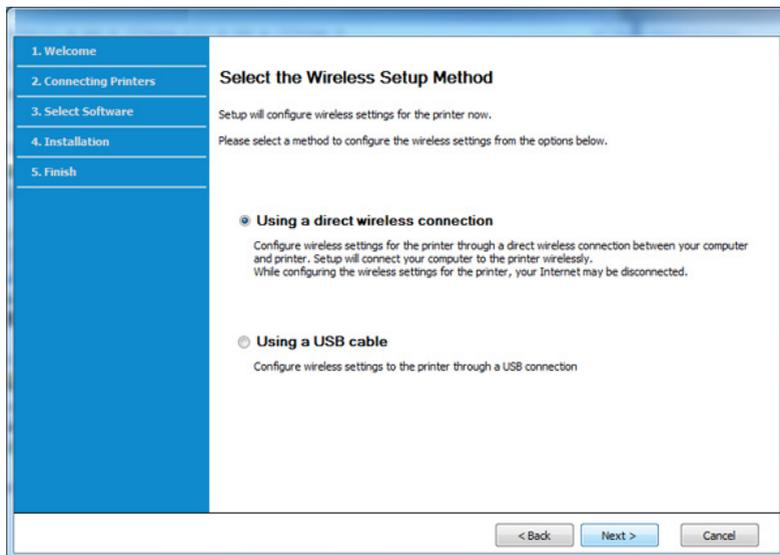 1. Welcome
2. Connecting Printers
3. Select Software
4. Installation
5. Finish
Select the Wireless Setup Method
Setup will configure wireless settings for the printer now.
Please select a method to configure the wireless settings from the options below.
Using a direct wireless connection
Configure wireless settings for the printer through a direct wireless connection between your computer
and printer. Setup will connect your computer to the printer wirelessly.
While configuring the wireless settings for the printer, your Internet may be disconnected.
Using a USB cable
Configure wireless settings to the printer through a USB connection
< Back
Next >
Cancel